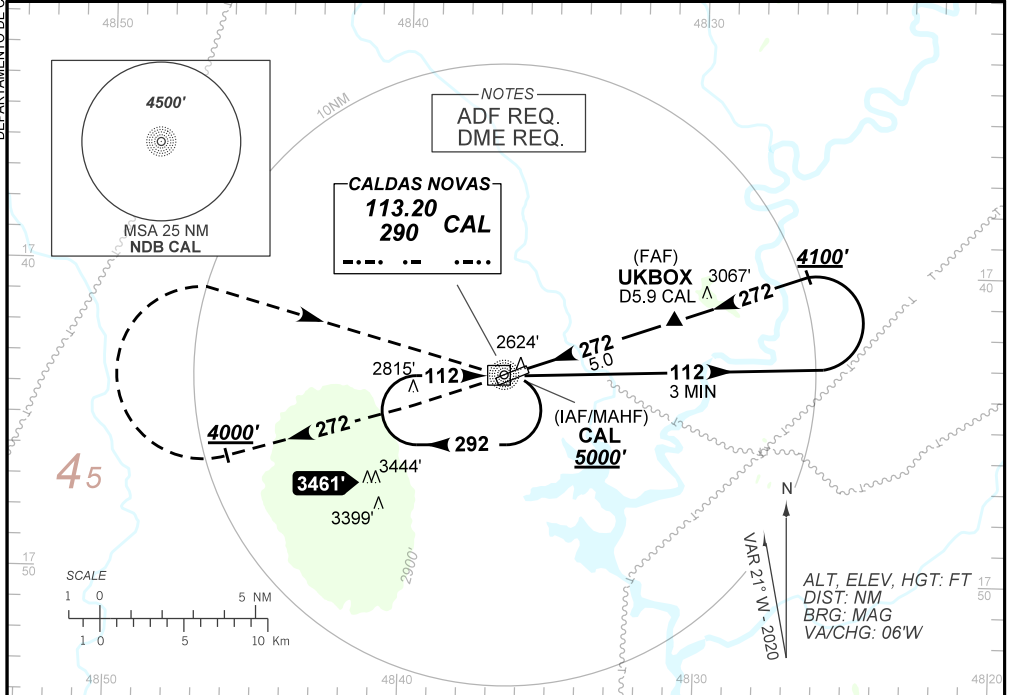 48|50
48|40
48|30
4500'
MSA 25 NM
NDB CAL
10NM
NOTES
ADF REQ.
DME REQ.
CALDAS NOVAS
113.20
290
CAL
17
40
(FAF)
UKBOX
D5.9 CAL
3067'
4100'
17
40
272
272
5.0
2624'
2815'
112
112
3 MIN
(IAF/MAHF)
CAL
5000'
272
292
4000'
45
3444'
3461'
3399'
2900'
N
VAR 21° W - 2020
17
50
SCALE
1 0 5 NM
1 0 5 10 Km
ALT, ELEV, HGT: FT
DIST: NM
BRG: MAG
VA/CHG: 06'W
17
50
48|50
48|40
48|30
48|20